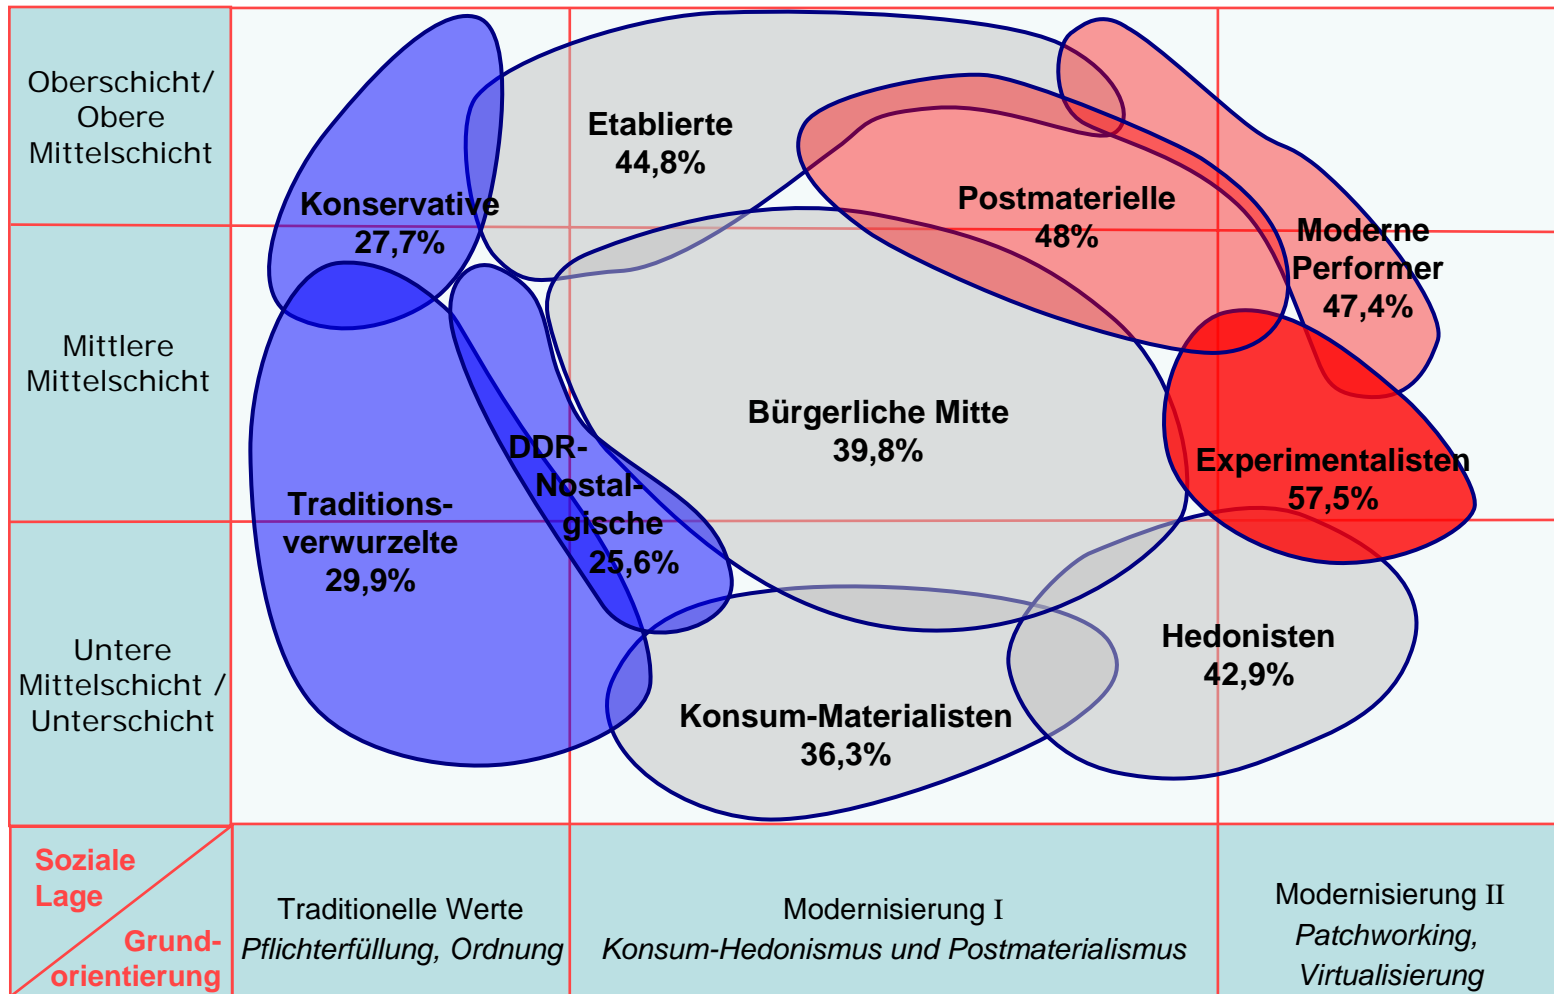 Oberschicht/
Obere
Mittelschicht
Etablierte
44,8%
Konservative
27,7%
Postmaterielle
48%
Moderne
Performer
47,4%
Mittlere
Mittelschicht
Bürgerliche Mitte
39,8%
DDR-
Nostal-
gische
25,6%
Experimentalisten
57,5%
Traditions-
verwurzelte
29,9%
Untere
Mittelschicht /
Unterschicht
Hedonisten
42,9%
Konsum-Materialisten
36,3%
Soziale
Lage
Grund-
orientierung
Traditionelle Werte
Pflichterfüllung, Ordnung
Modernisierung I
Konsum-Hedonismus und Postmaterialismus
Modernisierung II
Patchworking,
Virtualisierung